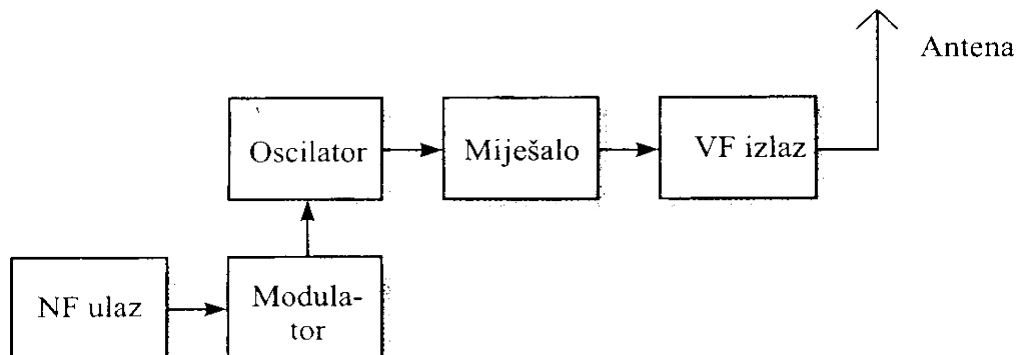 Antena
Oscilator
Miješalo
VF izlaz
NF ulaz
Modula-
tor